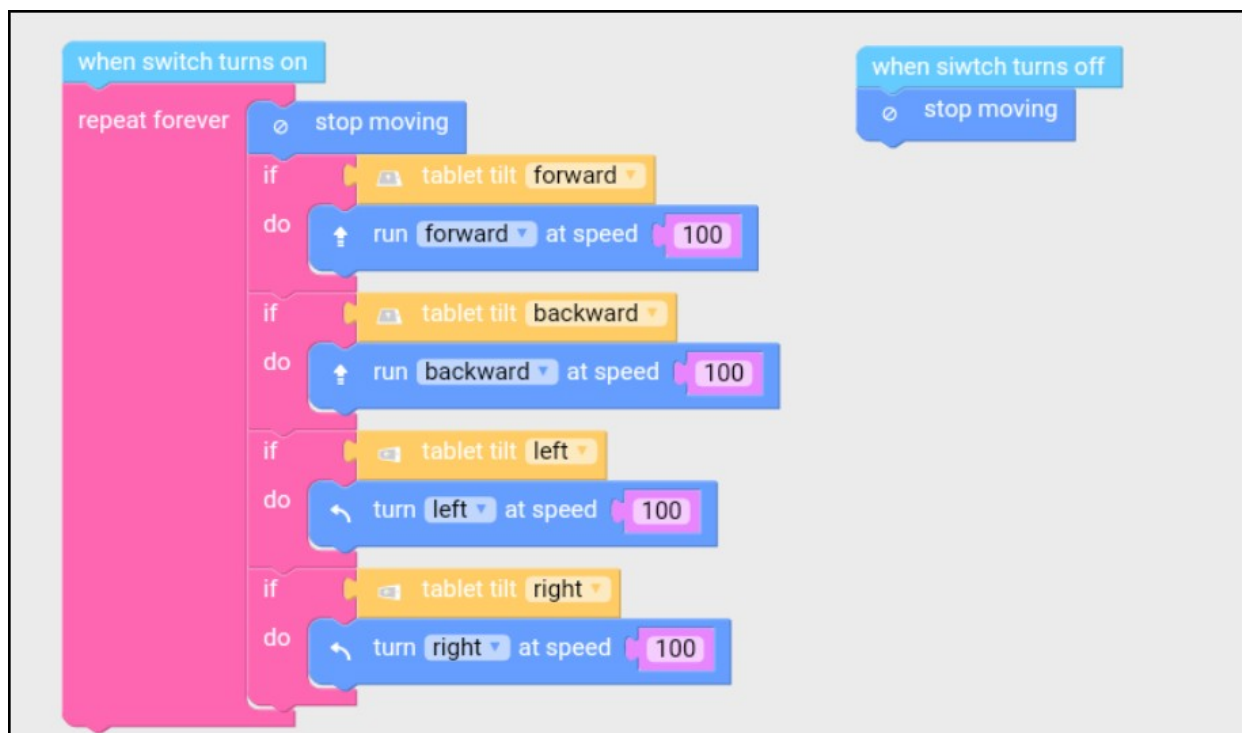 when switch turns on
repeat forever
stop moving
if tablet tilt forward
do run forward at speed 100
if tablet tilt backward
do run backward at speed 100
if tablet tilt left
do turn left at speed 100
if tablet tilt right
do turn right at speed 100
when siwtch turns off
stop moving